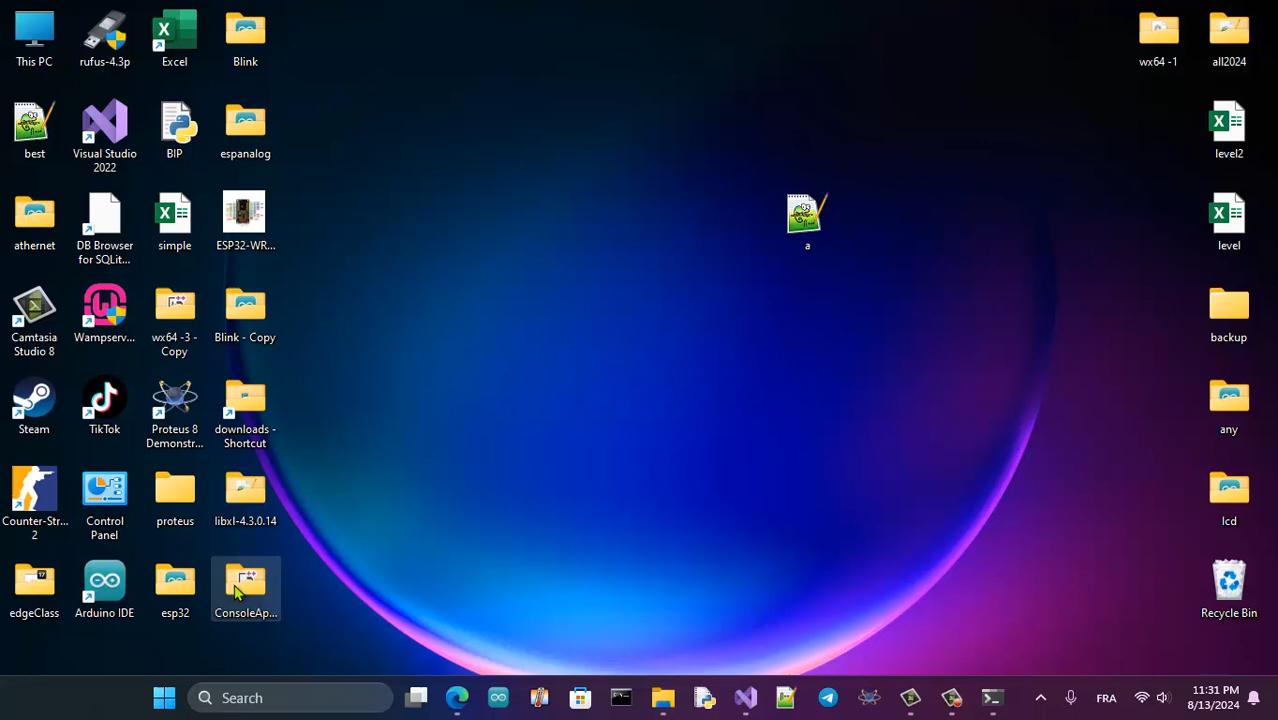 This PC
rufus-4.3p
Excel
Blink
wx64 -1
all2024
best
Visual Studio
2022
BIP
espanalog
level2
athernet
DB Browser
for SQLit...
simple
ESP32-WR...
a
level
Camtasia
Studio 8
Wampserv...
wx64 -3 -
Copy
Blink - Copy
backup
Steam
TikTok
Proteus 8
Demonstr...
downloads -
Shortcut
any
Counter-Str...
2
Control
Panel
proteus
libxl-4.3.0.14
lcd
edgeClass
Arduino IDE
esp32
ConsoleAp...
Recycle Bin
Search
FRA
11:31 PM
8/13/2024